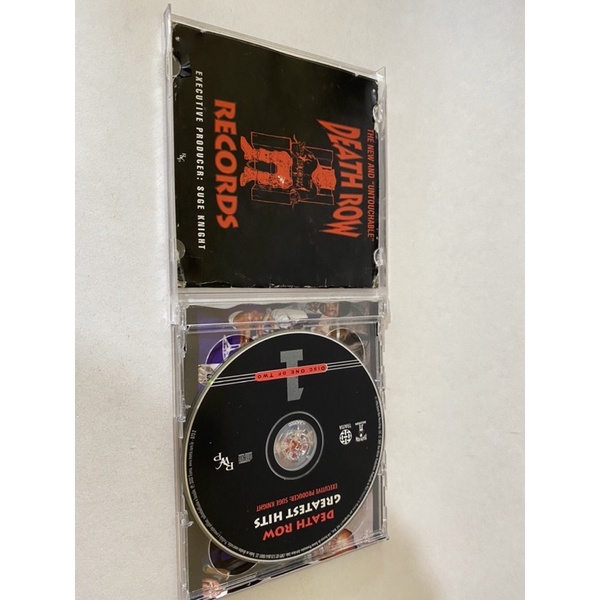 THE NEW AND "UNTOUCHABLE"
DEATH ROW
RECORDS
EXECUTIVE PRODUCER: SUGE KNIGHT
DEATH ROW
GREATEST HITS
EXECUTIVE PRODUCER: SUGE KNIGHT
1
DISC ONE OF TWO